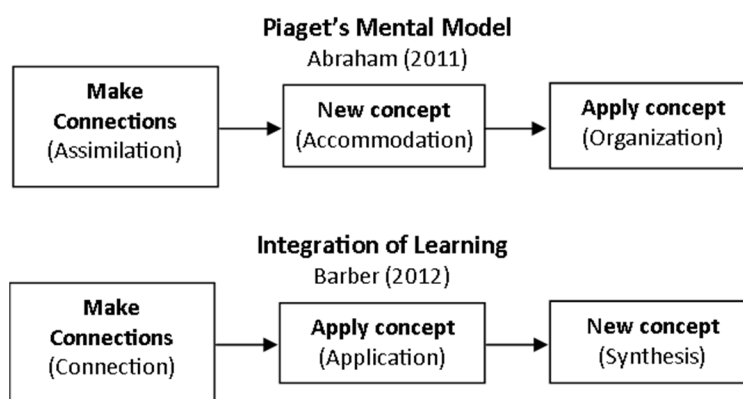 Piaget’s Mental Model
Abraham (2011)
Make
Connections
(Assimilation)
New concept
(Accommodation)
Apply concept
(Organization)
Integration of Learning
Barber (2012)
Make
Connections
(Connection)
Apply concept
(Application)
New concept
(Synthesis)